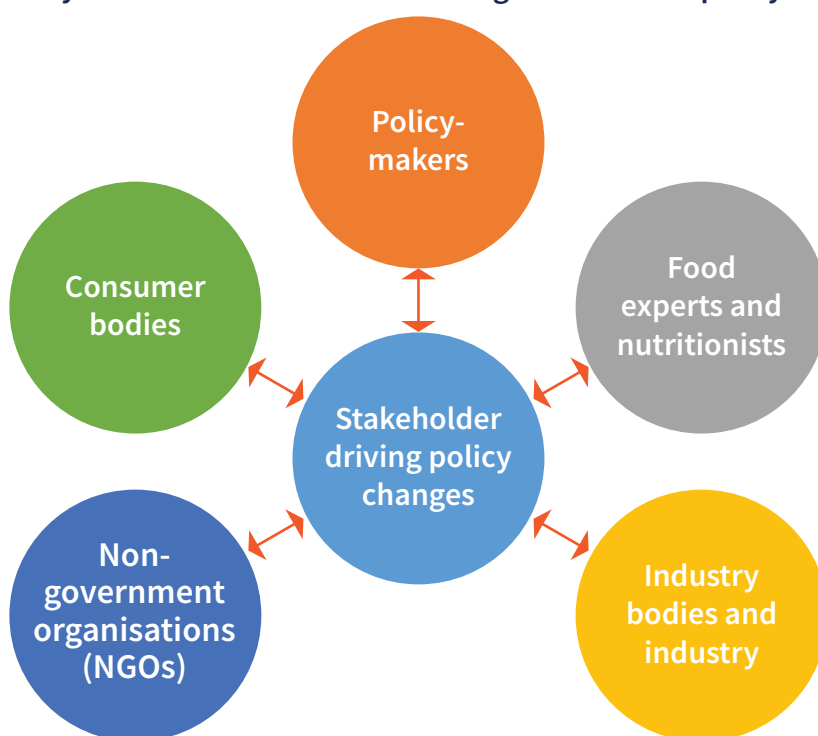 Policy-
makers
Consumer
bodies
Food
experts and
nutritionists
Stakeholder
driving policy
changes
Non-
government
organisations
(NGOs)
Industry
bodies and
industry